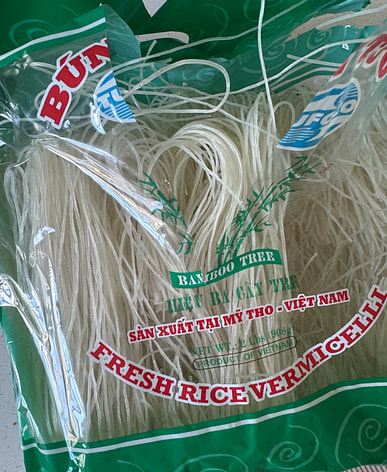 BÚN
JFOCO
BAMBOO TREE
HIỆU BA CÂY TRE
SẢN XUẤT TẠI MỸ THO - VIỆT NAM
NET WT.: 2 Lbs. (908g)
PRODUCT OF VIETNAM
FRESH RICE VERMICELLI